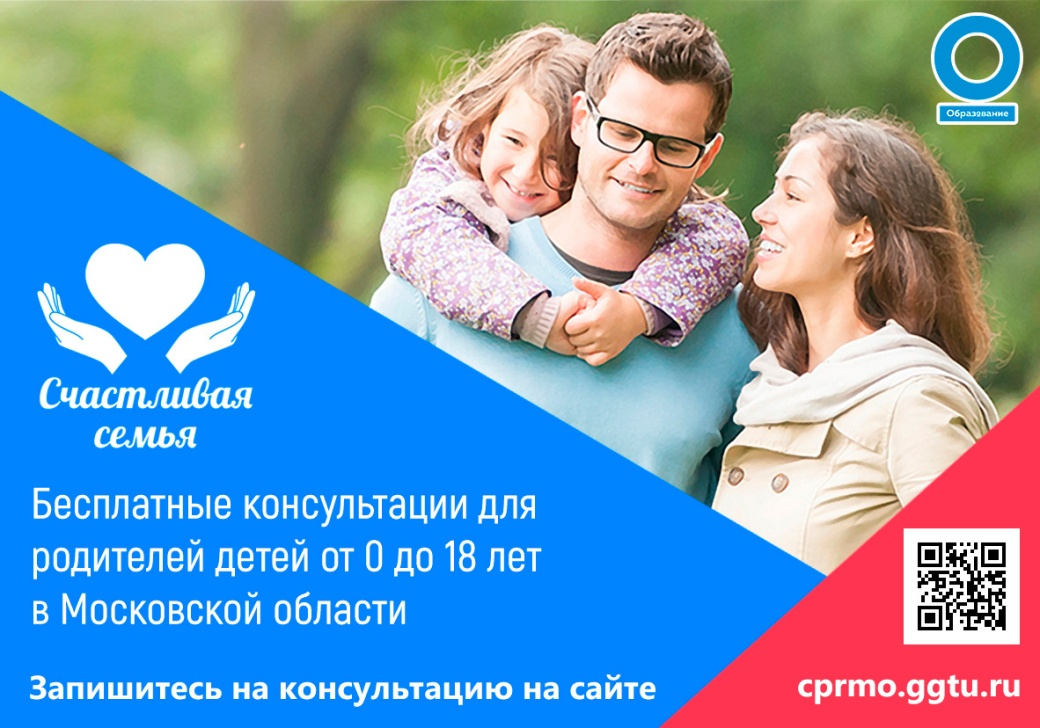 Образование
Счастливая
семья
Бесплатные консультации для
родителей детей от 0 до 18 лет
в Московской области
Запишитесь на консультацию на сайте
cprmo.ggtu.ru